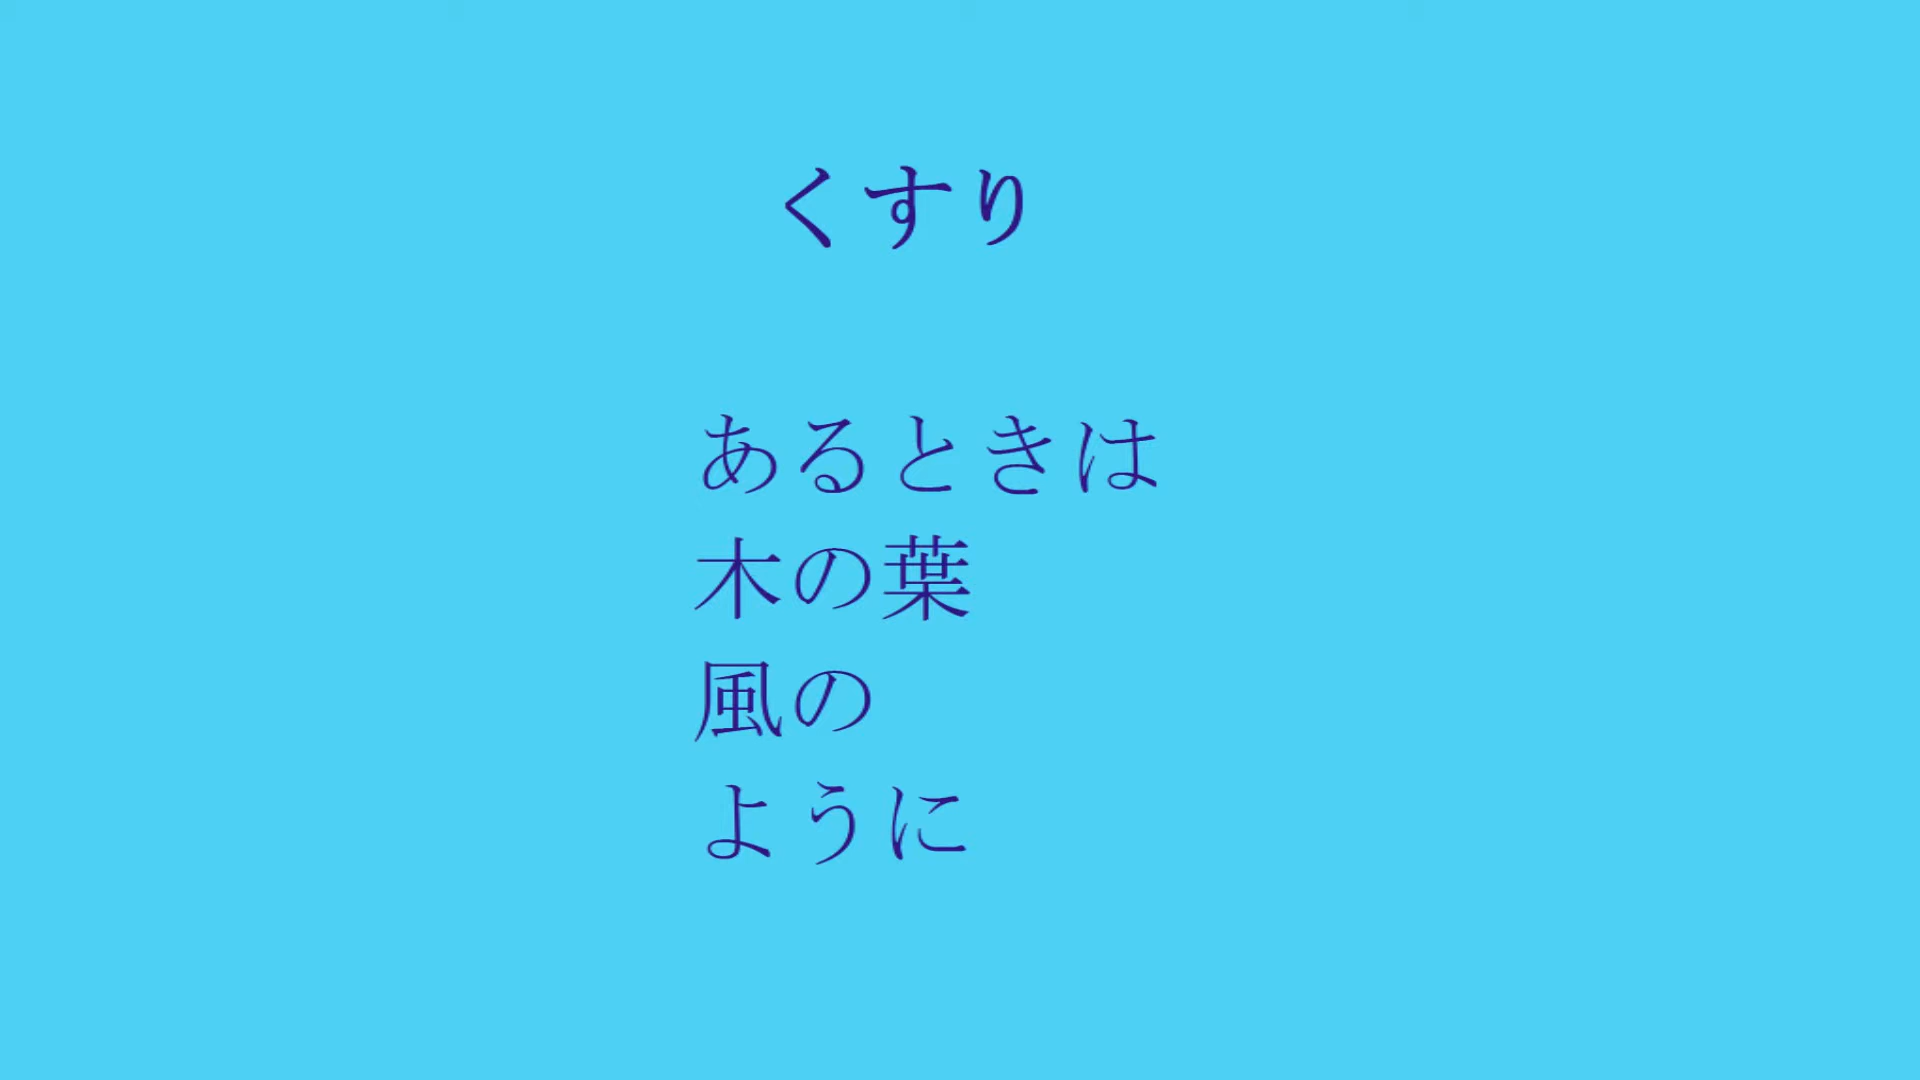 くすり
あるときは
木の葉
風の
ように